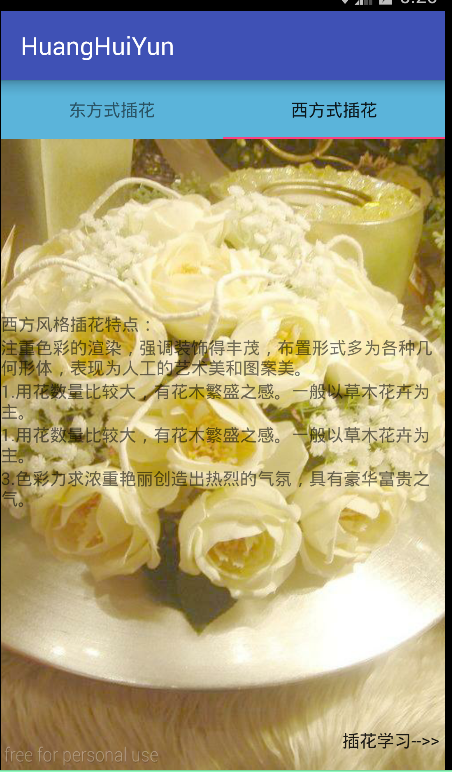 HuangHuiYun
东方式插花
西方式插花
西方风格插花特点：
注重色彩的渲染，强调装饰得丰茂，布置形式多为各种几
何形体，表现为人工的艺术美和图案美。
1.用花数量比较大，有花木繁盛之感。一般以草木花卉为
主。
1.用花数量比较大，有花木繁盛之感。一般以草木花卉为
主。
3.色彩力求浓重艳丽创造出热烈的气氛，具有豪华富贵之
气。
插花学习-->>
free for personal use